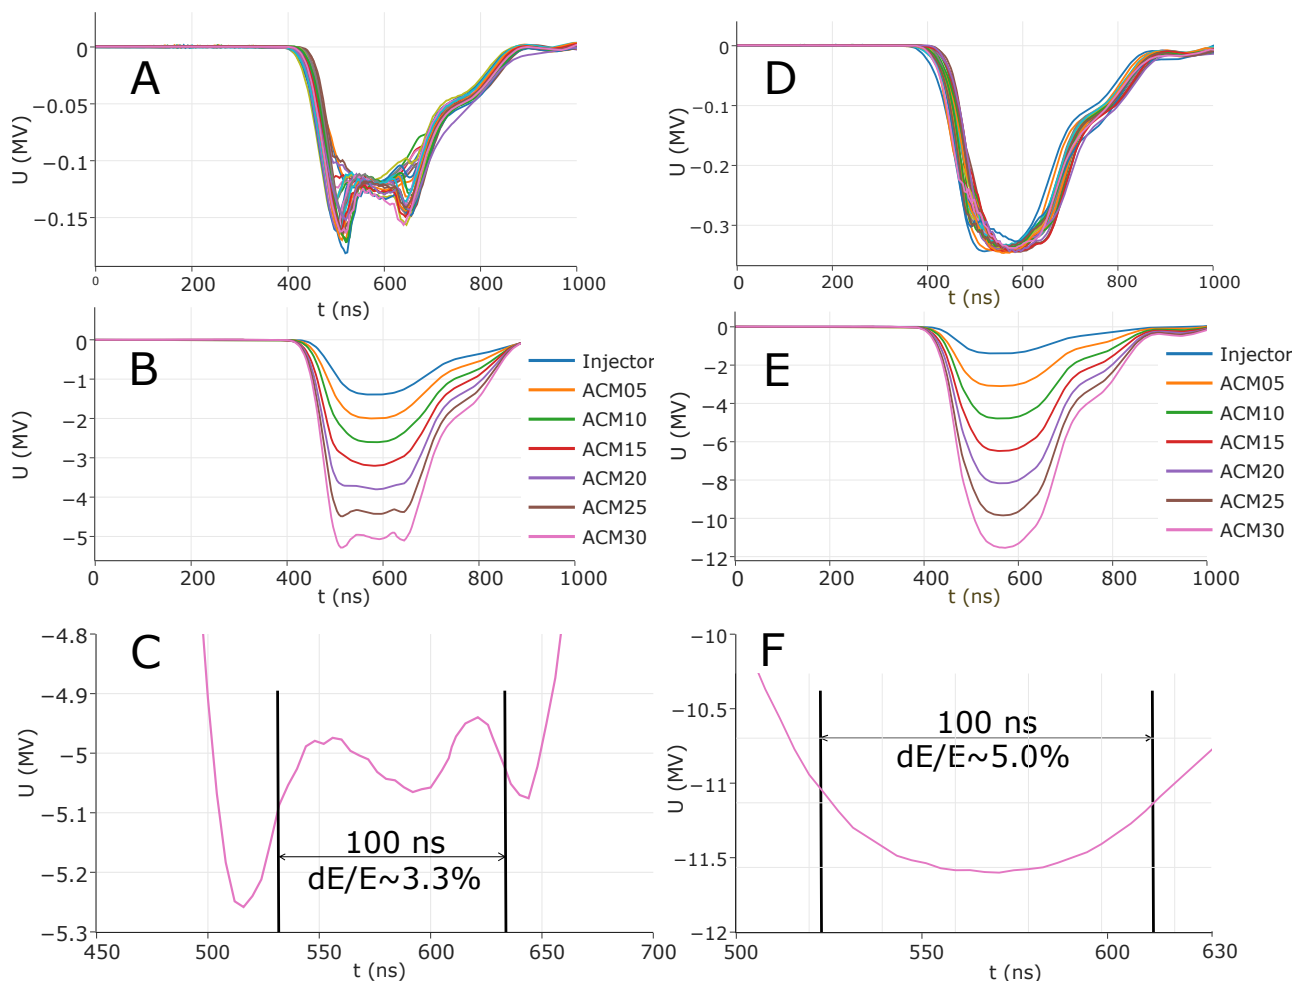 A
U (MV)
0
−0.05
−0.1
−0.15
0 200 400 600 800 1000
t (ns)
D
U (MV)
0
−0.1
−0.2
−0.3
0 200 400 600 800 1000
t (ns)
B
U (MV)
0
−1
−2
−3
−4
−5
0 200 400 600 800 1000
t (ns)
Injector
ACM05
ACM10
ACM15
ACM20
ACM25
ACM30
E
U (MV)
0
−2
−4
−6
−8
−10
−12
0 200 400 600 800 1000
t (ns)
Injector
ACM05
ACM10
ACM15
ACM20
ACM25
ACM30
C
U (MV)
−4.8
−4.9
−5
−5.1
−5.2
−5.3
100 ns
dE/E~3.3%
450 500 550 600 650 700
t (ns)
F
U (MV)
−10
−10.5
−11
−11.5
−12
100 ns
dE/E~5.0%
500 550 600 630
t (ns)